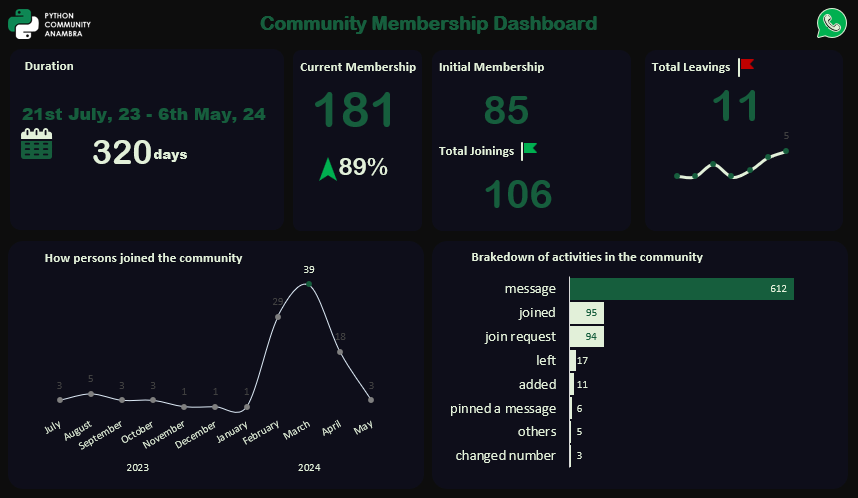 PYTHON
COMMUNITY
ANAMBRA
Community Membership Dashboard
Duration
21st July, 23 - 6th May, 24
320 days
Current Membership
181
89%
Initial Membership
85
Total Joinings
106
Total Leavings
11
5
How persons joined the community
3
5
3
3
1
1
1
29
39
18
3
July
August
September
October
November
December
January
February
March
April
May
2023
2024
Brakedown of activities in the community
message 612
joined 95
join request 94
left 17
added 11
pinned a message 6
others 5
changed number 3